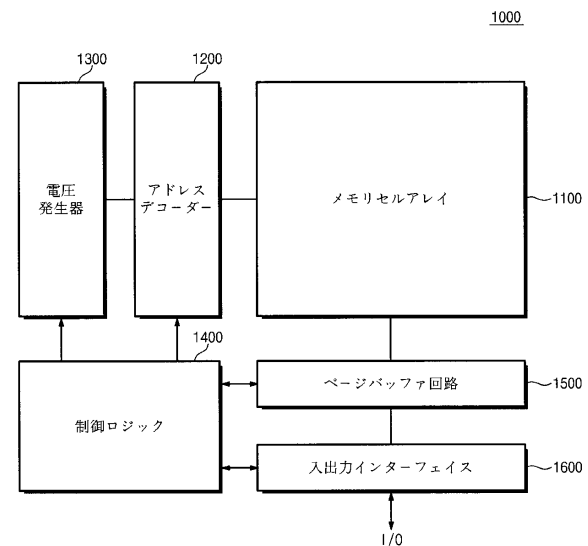 1000
1300
1200
電圧
発生器
アドレス
デコーダー
メモリセルアレイ
1100
1400
制御ロジック
ページバッファ回路
1500
入出力インターフェイス
1600
I/O